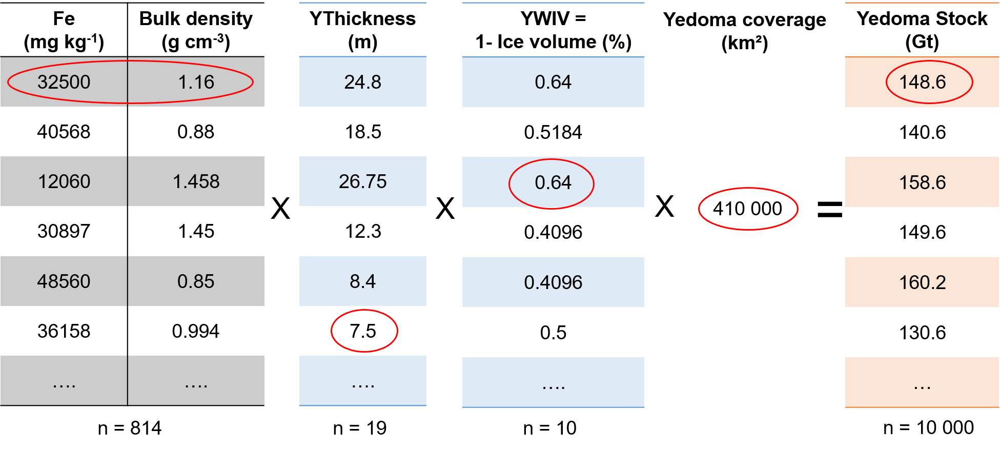 Fe Bulk density YThickness YWIV = Yedoma coverage Yedoma Stock
(mg kg-1) (g cm-3) (m) 1- Ice volume (%) (km²) (Gt)
32500 1.16 24.8 0.64 148.6
40568 0.88 18.5 0.5184 140.6
12060 1.458 26.75 0.64 158.6
X X X 410 000 =
30897 1.45 12.3 0.4096 149.6
48560 0.85 8.4 0.4096 160.2
36158 0.994 7.5 0.5 130.6
…. …. …. …. …
n = 814 n = 19 n = 10 n = 10 000